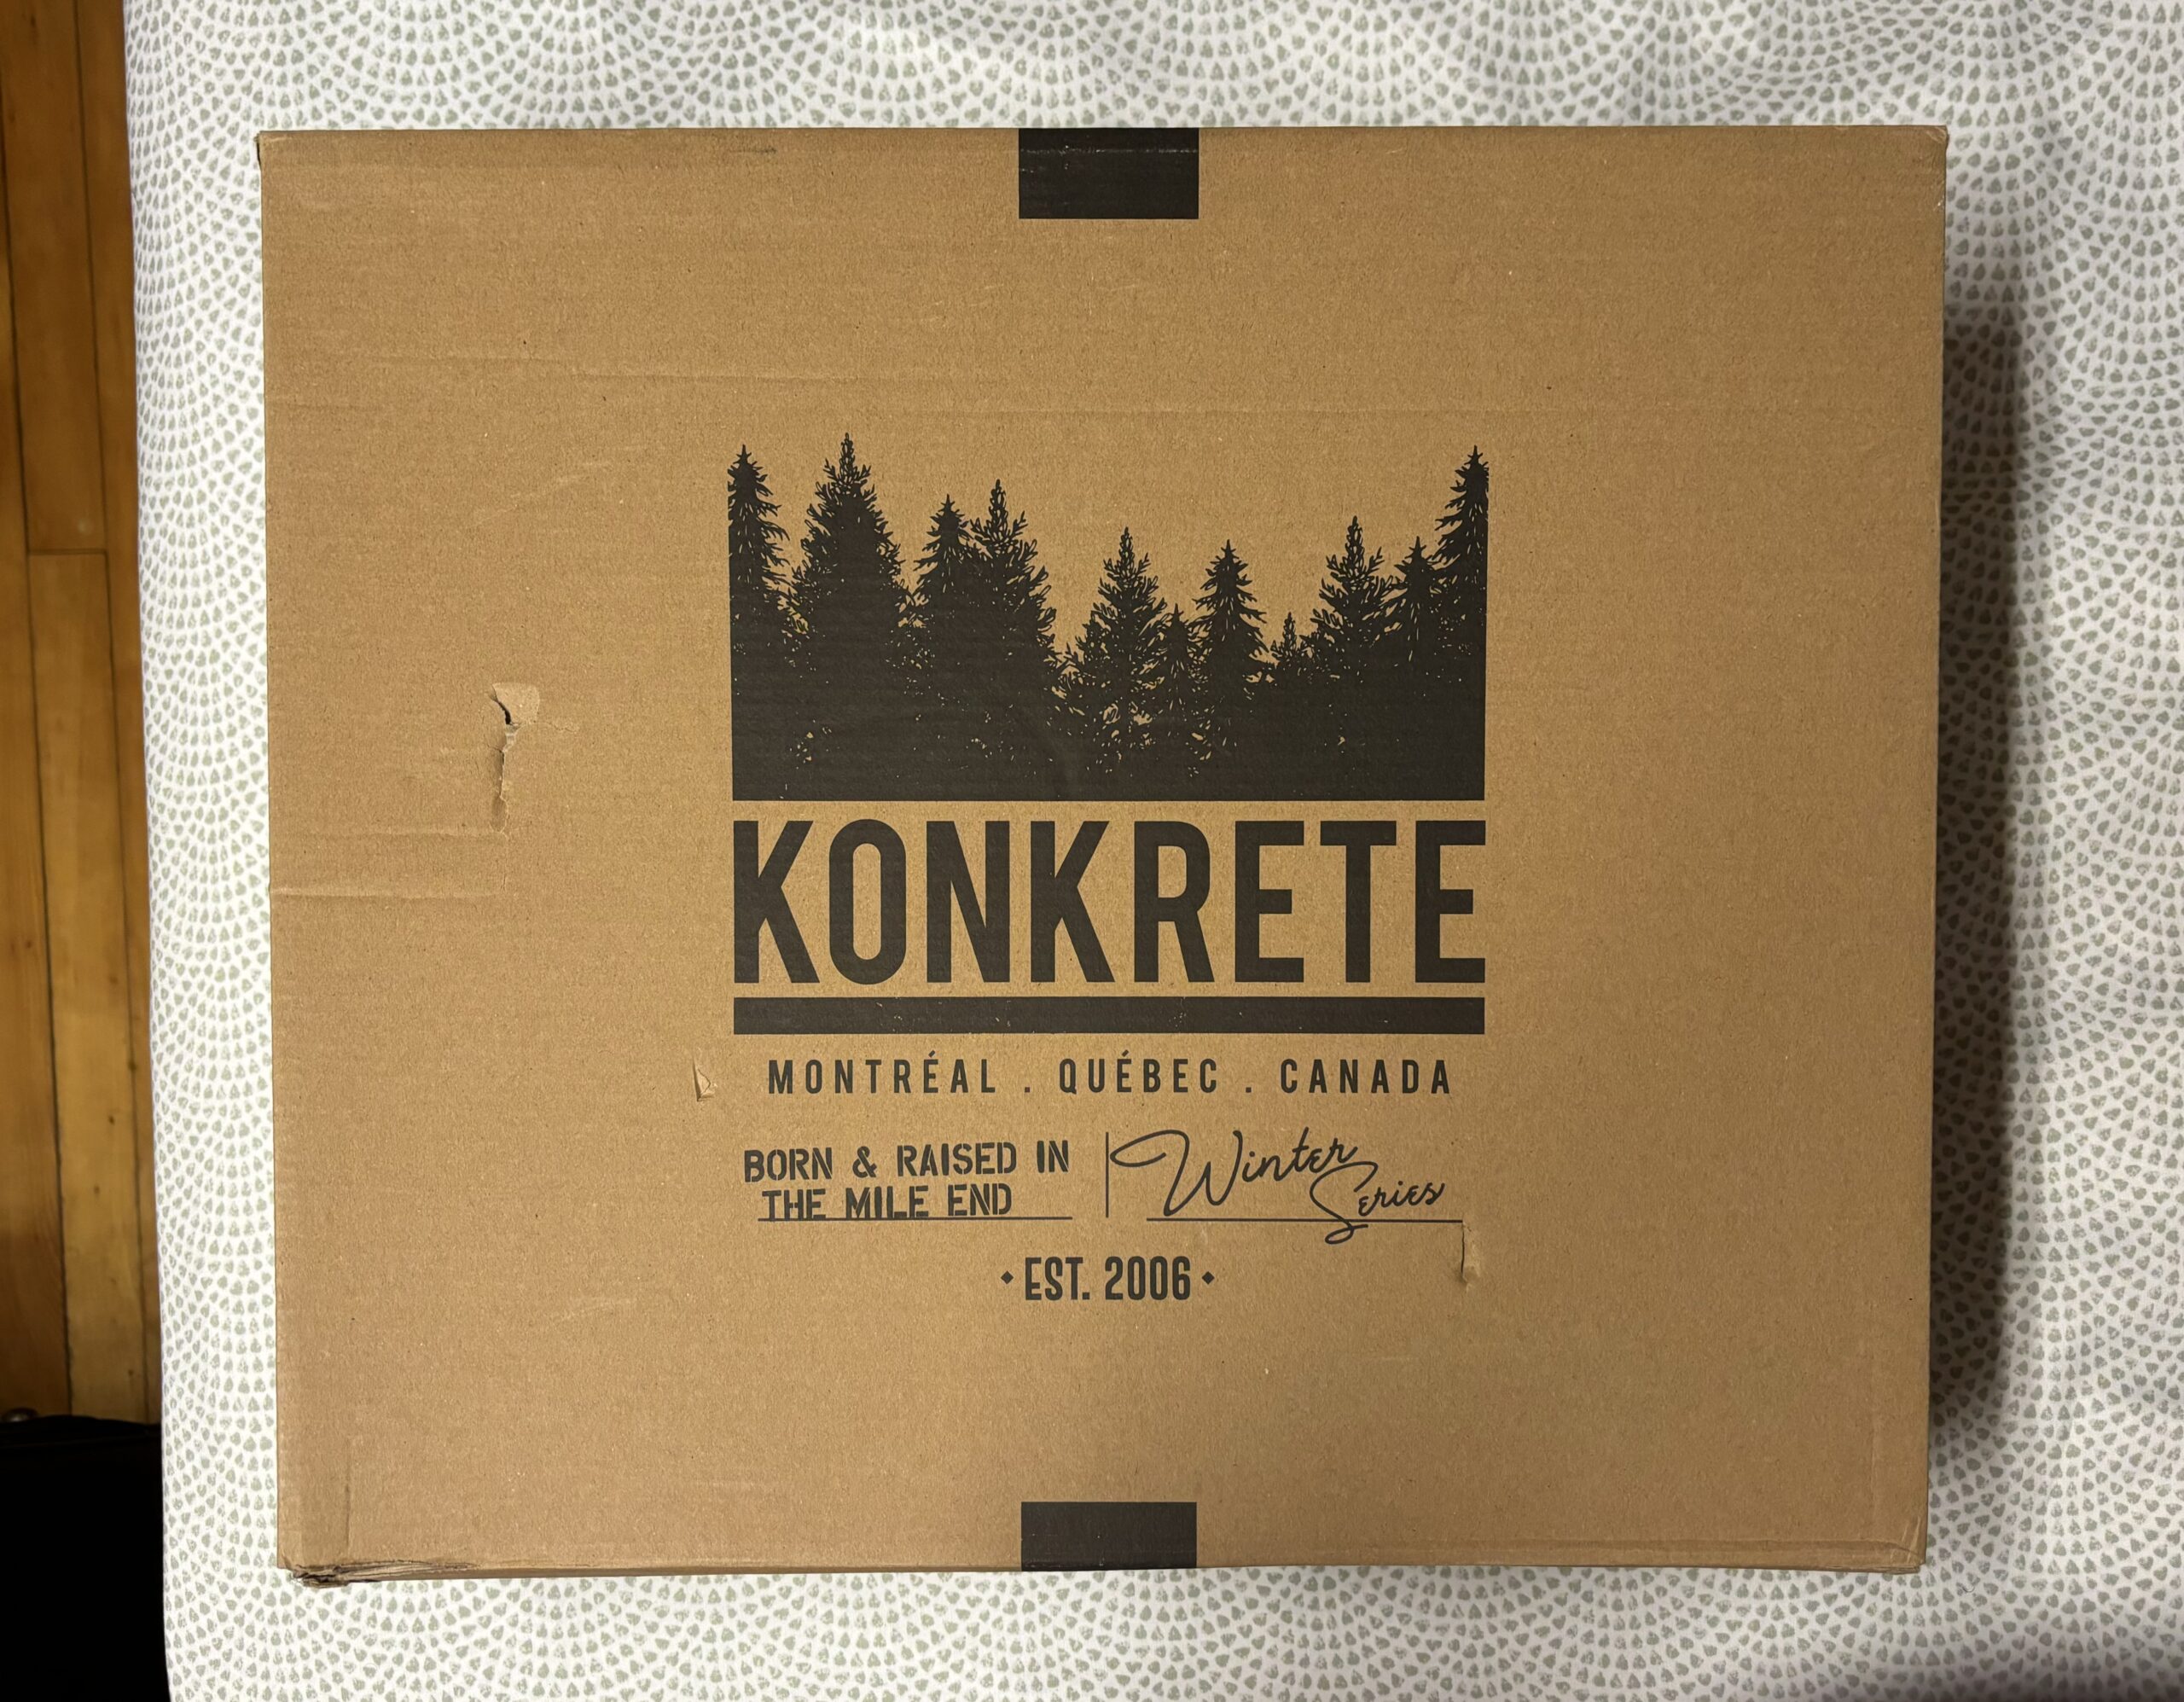 KONKRETE
MONTRÉAL . QUÉBEC . CANADA
BORN & RAISED IN
THE MILE END
Winter
Series
• EST. 2006 •